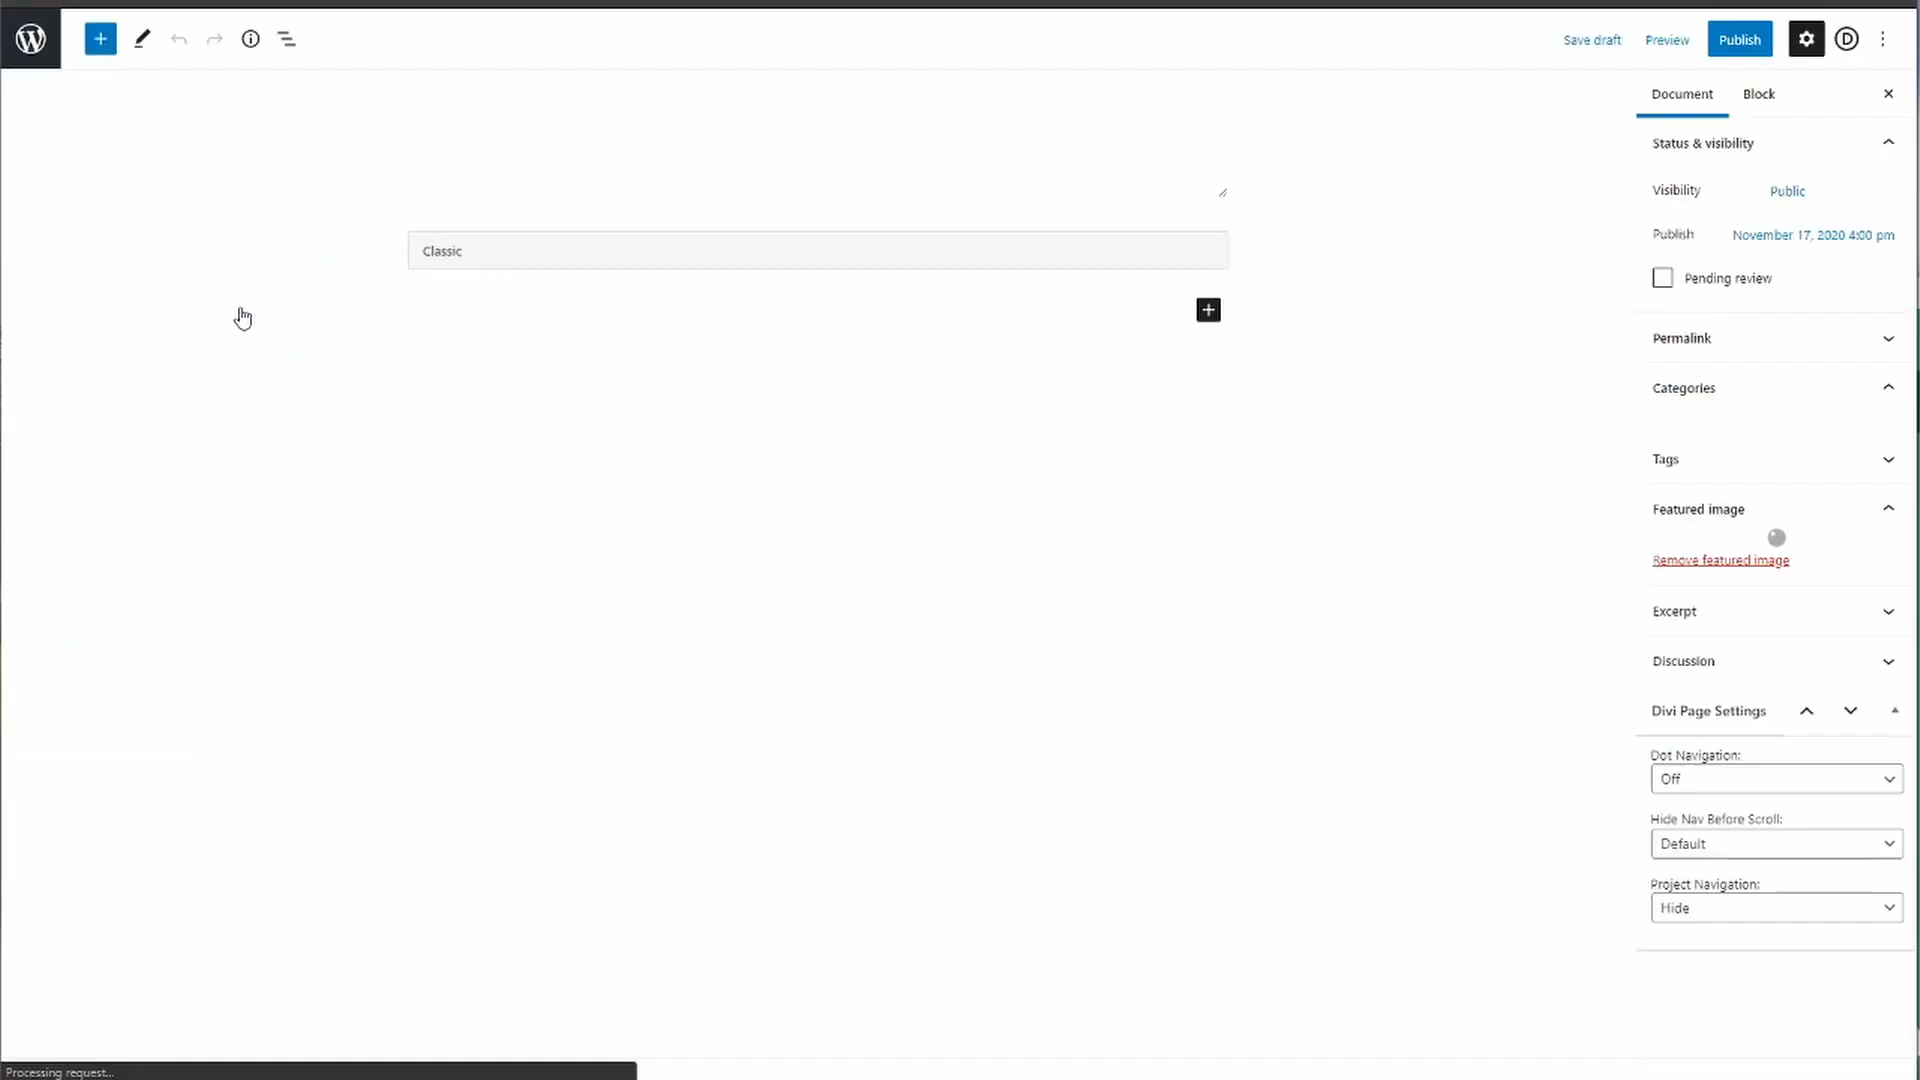 Save draft
Preview
Publish
Document
Block
Status & visibility
Visibility
Public
Publish
November 17, 2020 4:00 pm
Pending review
Permalink
Categories
Tags
Featured image
Remove featured image
Excerpt
Discussion
Divi Page Settings
Dot Navigation:
Off
Hide Nav Before Scroll:
Default
Project Navigation:
Hide
Classic
Processing request...